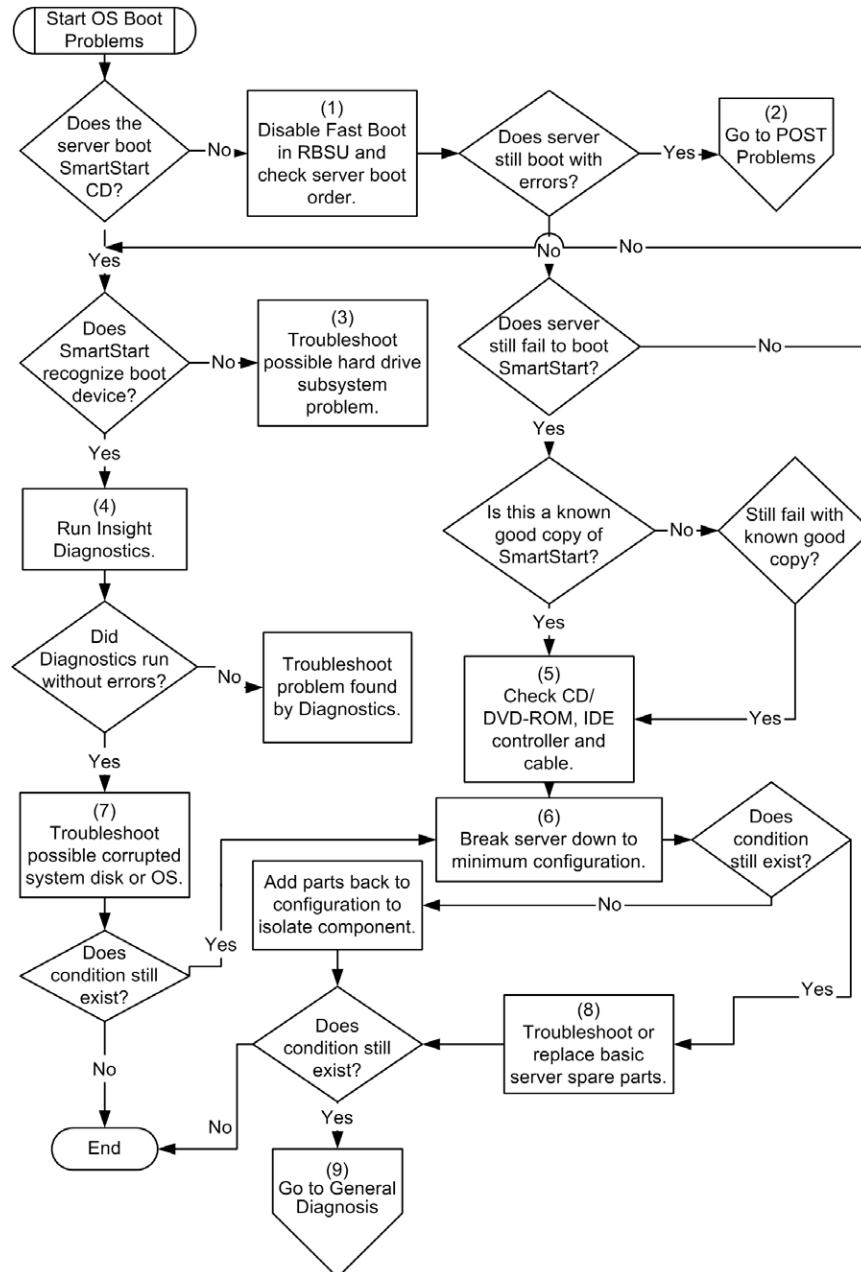 Start OS Boot
Problems
Does the
server boot
SmartStart
CD?
No
(1)
Disable Fast Boot
in RBSU and
check server boot
order.
Does server
still boot with
errors?
Yes
(2)
Go to POST
Problems
Yes
No
No
Does
SmartStart
recognize boot
device?
No
(3)
Troubleshoot
possible hard drive
subsystem
problem.
Does server
still fail to boot
SmartStart?
No
Yes
Yes
(4)
Run Insight
Diagnostics.
Is this a known
good copy of
SmartStart?
No
Still fail with
known good
copy?
Did
Diagnostics run
without errors?
No
Troubleshoot
problem found
by Diagnostics.
Yes
(5)
Check CD/
DVD-ROM, IDE
controller and
cable.
Yes
Yes
(7)
Troubleshoot
possible corrupted
system disk or OS.
(6)
Break server down to
minimum configuration.
Does
condition
still exist?
Add parts back to
configuration to
isolate component.
No
Yes
Does
condition still
exist?
Yes
Does
condition still
exist?
(8)
Troubleshoot or
replace basic
server spare parts.
No
No
Yes
End
(9)
Go to General
Diagnosis